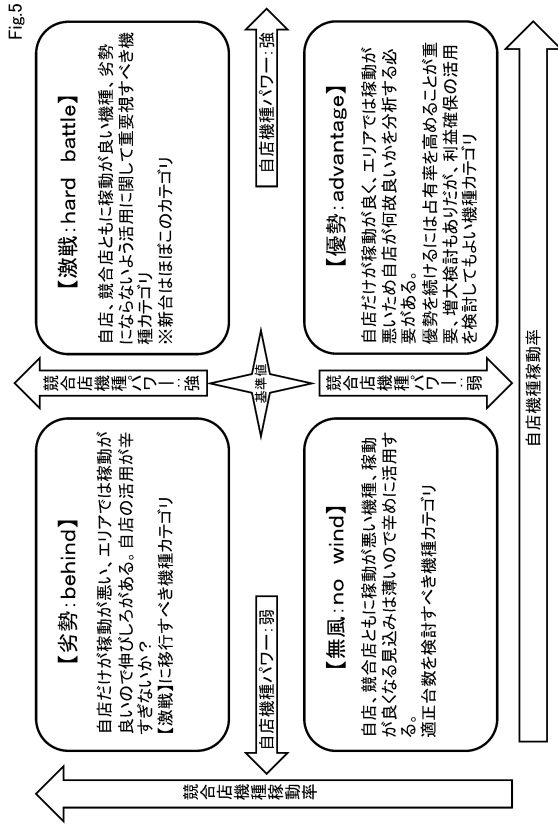 Fig.5
【劣勢：behind】
自店だけが稼動が悪い、エリアでは稼動が
良いので伸びしろがある。自店の活用が辛
すぎないか？
【激戦】に移行すべき機種カテゴリ
【激戦：hard battle】
自店、競合店ともに稼動が良い機種、劣勢
にならないよう活用に関して重要視すべき機
種カテゴリ
※新台はほぼこのカテゴリ
競合店機種パワー：強
自店機種パワー：弱
基準値
自店機種パワー：強
競合店機種パワー：弱
【無風：no wind】
自店、競合店ともに稼動が悪い機種、稼動
が良くなる見込みは薄いので辛めに活用す
る。
適正台数を検討すべき機種カテゴリ
【優勢：advantage】
自店だけが稼動が良く、エリアでは稼動が
悪いため自店が何故良いかを分析する必
要がある。
優勢を続けるには占有率を高めることが重
要、増大検討もありだが、利益確保の活用
を検討してもよい機種カテゴリ
競合店機種稼動率
自店機種稼動率